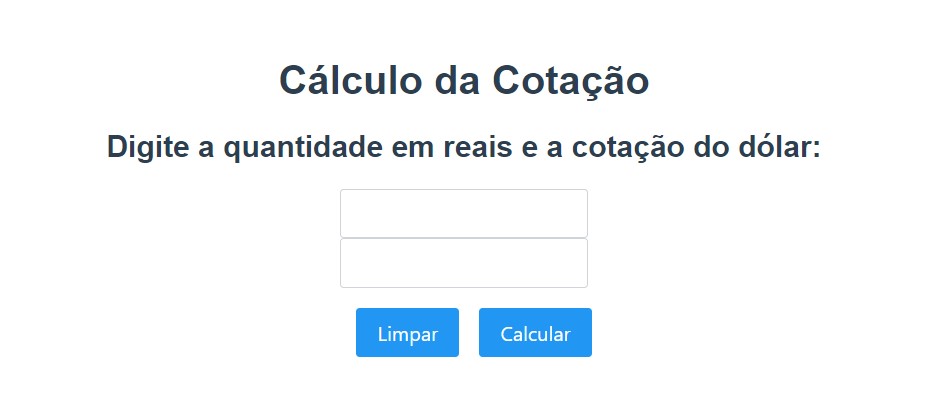 Cálculo da Cotação
Digite a quantidade em reais e a cotação do dólar:
Limpar Calcular